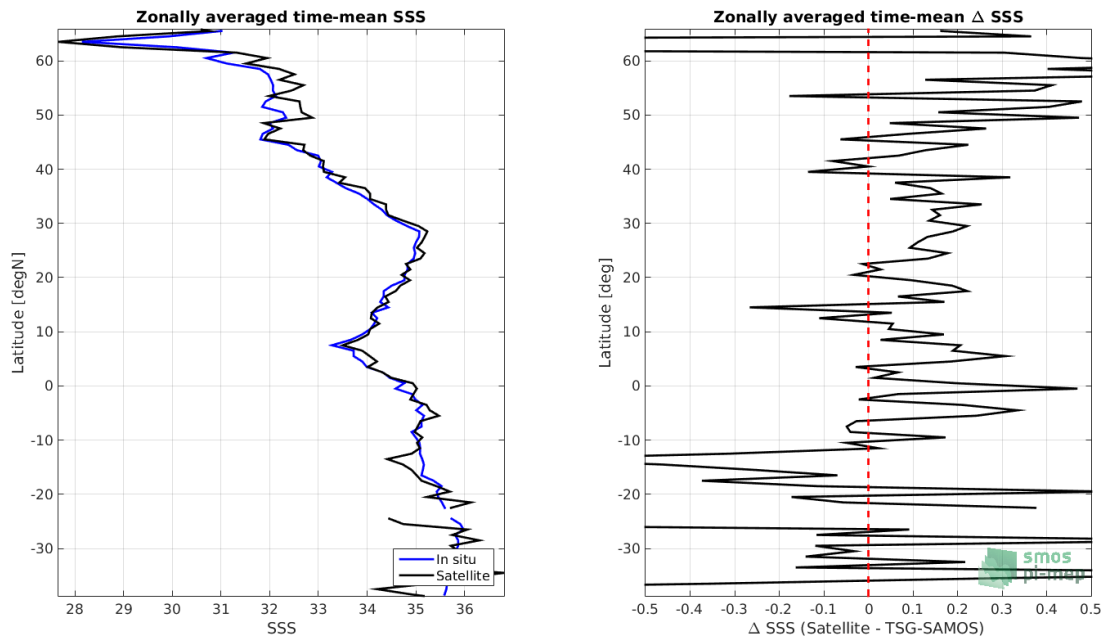 Zonally averaged time-mean SSS
60
50
40
30
20
10
0
-10
-20
-30
Latitude [degN]
28 29 30 31 32 33 34 35 36
SSS
In situ
Satellite
Zonally averaged time-mean Δ SSS
60
50
40
30
20
10
0
-10
-20
-30
Latitude [deg]
-0.5 -0.4 -0.3 -0.2 -0.1 0 0.1 0.2 0.3 0.4 0.5
Δ SSS (Satellite - TSG-SAMOS)
smos
pi-mep